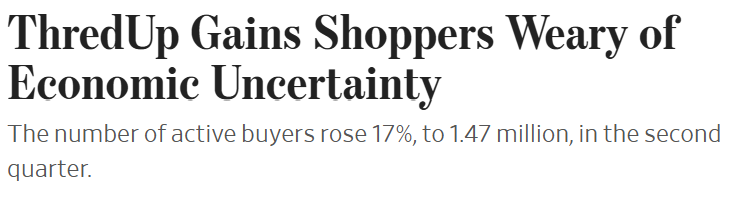 ThredUp Gains Shoppers Weary of
Economic Uncertainty
The number of active buyers rose 17%, to 1.47 million, in the second
quarter.